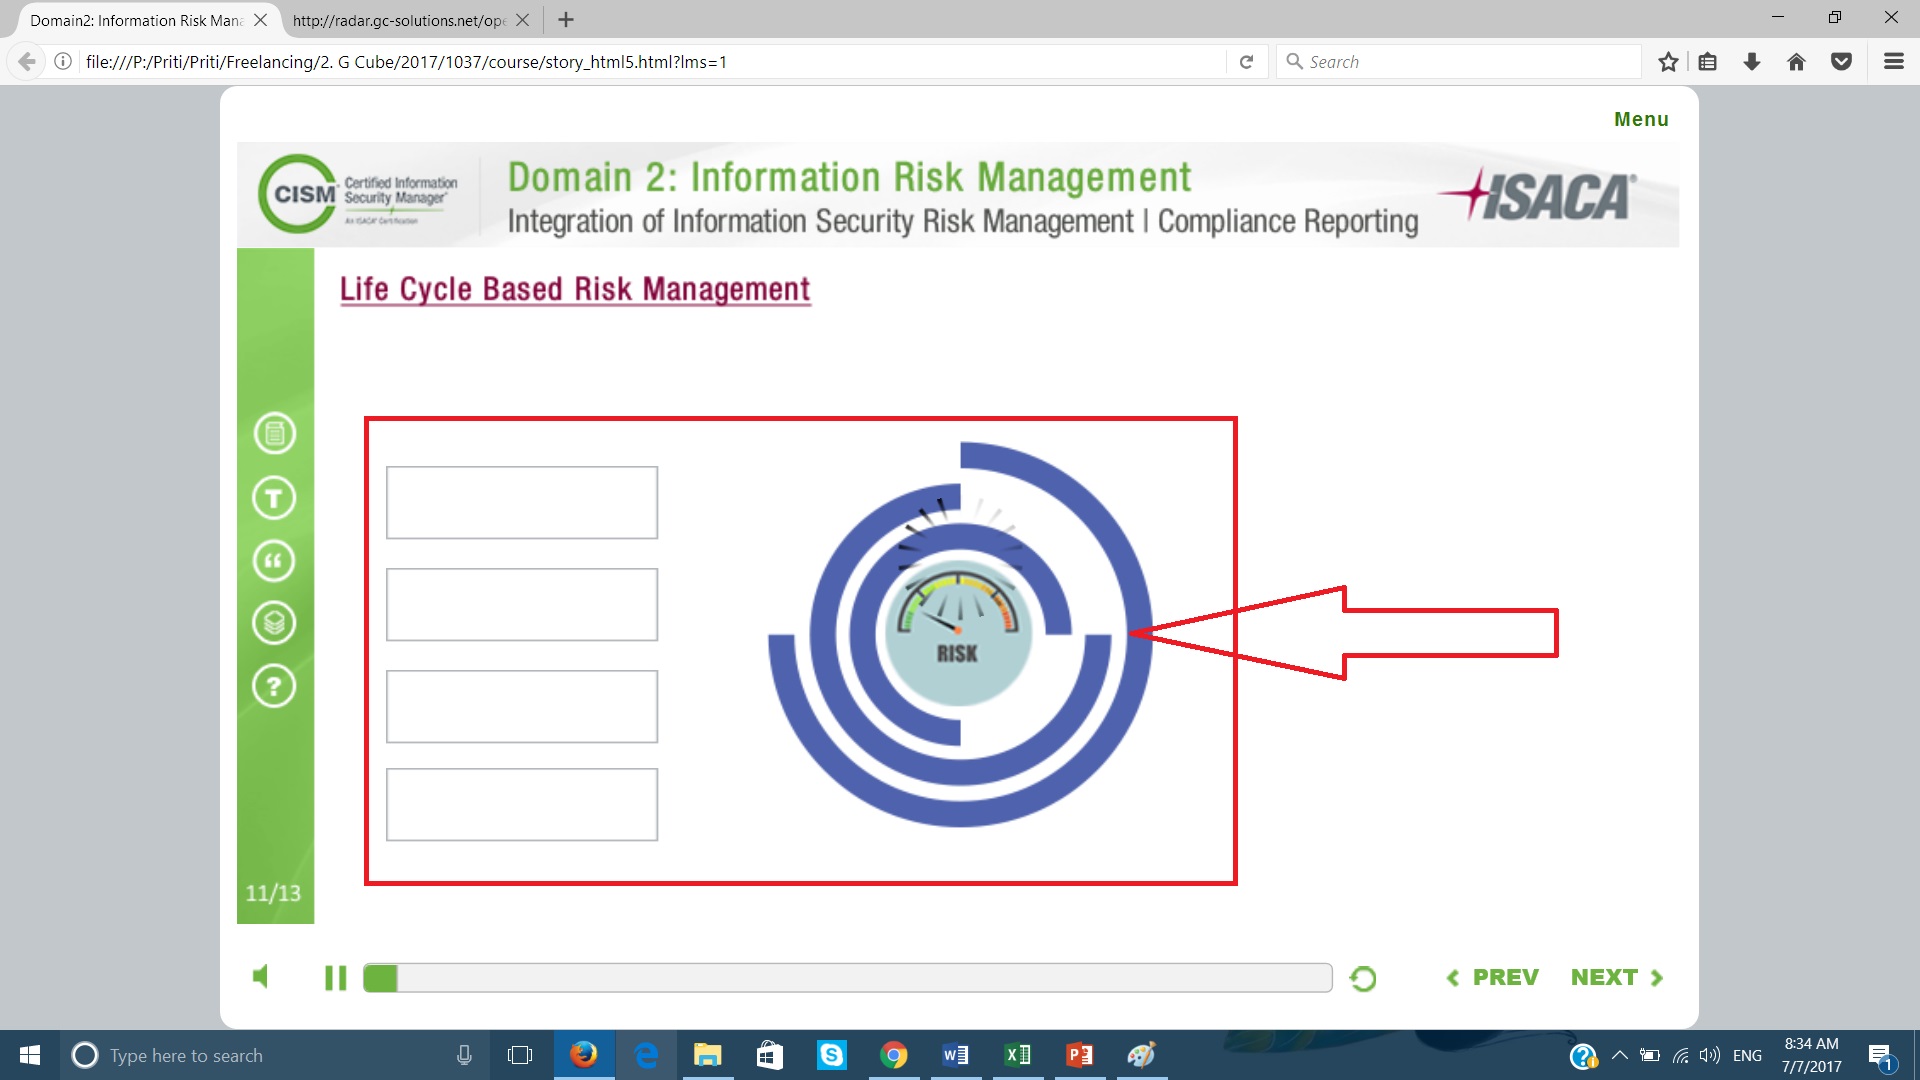 Domain2: Information Risk Mana
http://radar.gc-solutions.net/ope
file:///P:/Priti/Priti/Freelancing/2. G Cube/2017/1037/course/story_html5.html?lms=1
Search
Menu
CISM Certified Information Security Manager
An ISACA Certification
Domain 2: Information Risk Management
Integration of Information Security Risk Management | Compliance Reporting
ISACA®
Life Cycle Based Risk Management
T
“
?
RISK
11/13
PREV NEXT
Type here to search
ENG
8:34 AM
7/7/2017
1